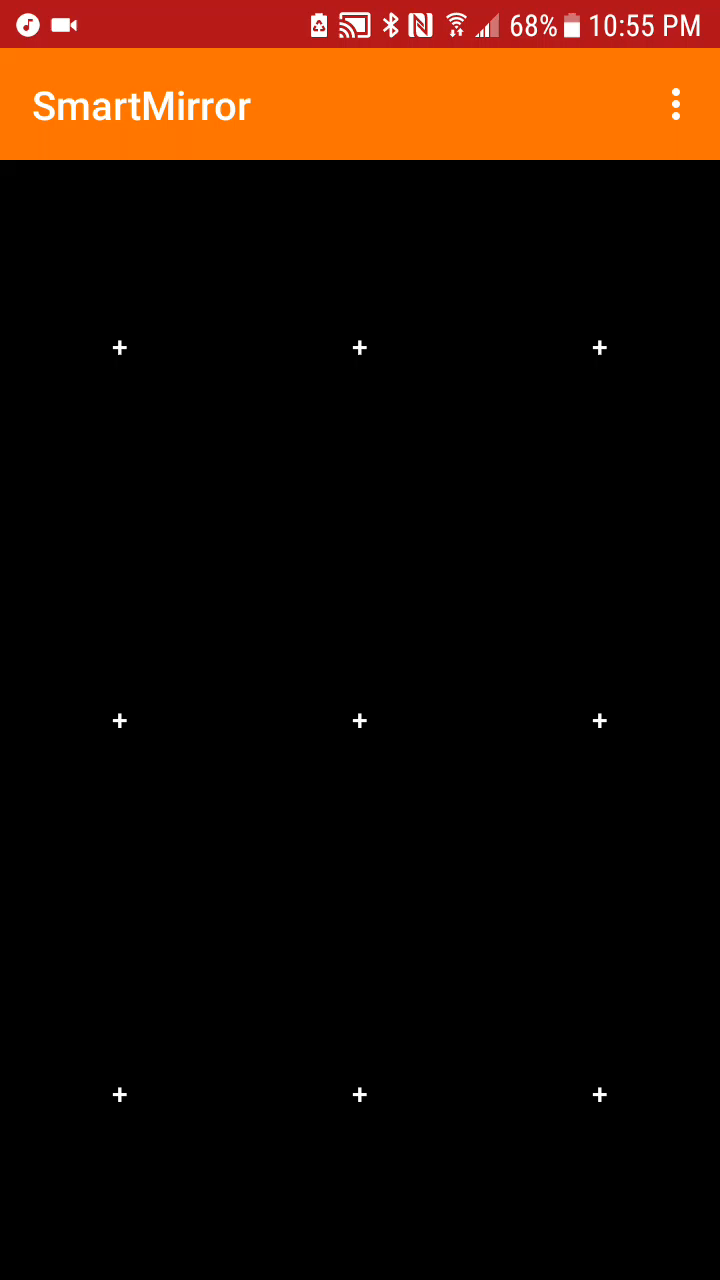 68% 10:55 PM
SmartMirror
+ + +
+ + +
+ + +